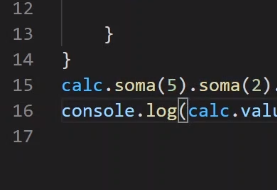 12
13 }
14 }
15 calc.soma(5).soma(2).
16 console.log(calc.valu
17